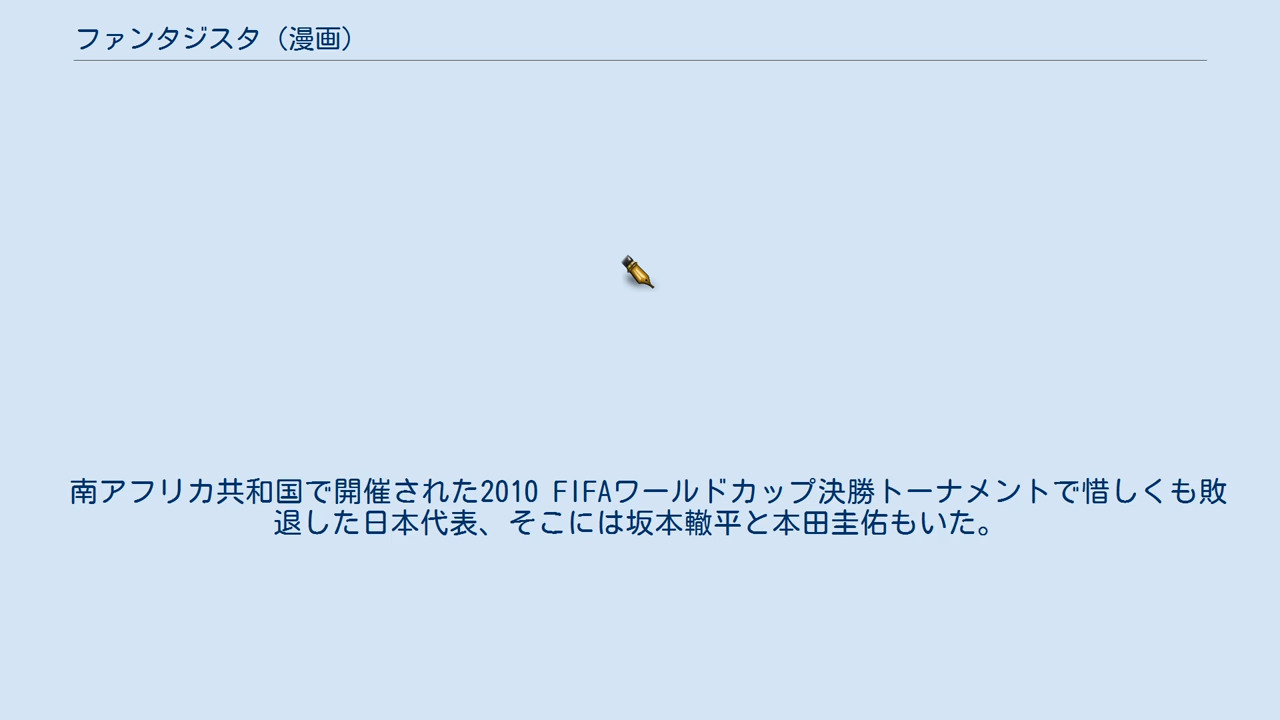 ファンタジスタ（漫画）
南アフリカ共和国で開催された2010 FIFAワールドカップ決勝トーナメントで惜しくも敗
退した日本代表、そこには坂本轍平と本田圭佑もいた。